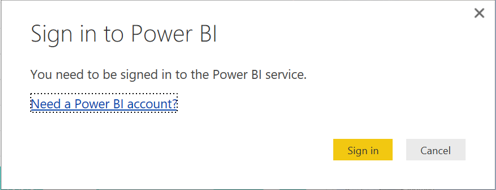 Sign in to Power BI
You need to be signed in to the Power BI service.
Need a Power BI account?
Sign in
Cancel